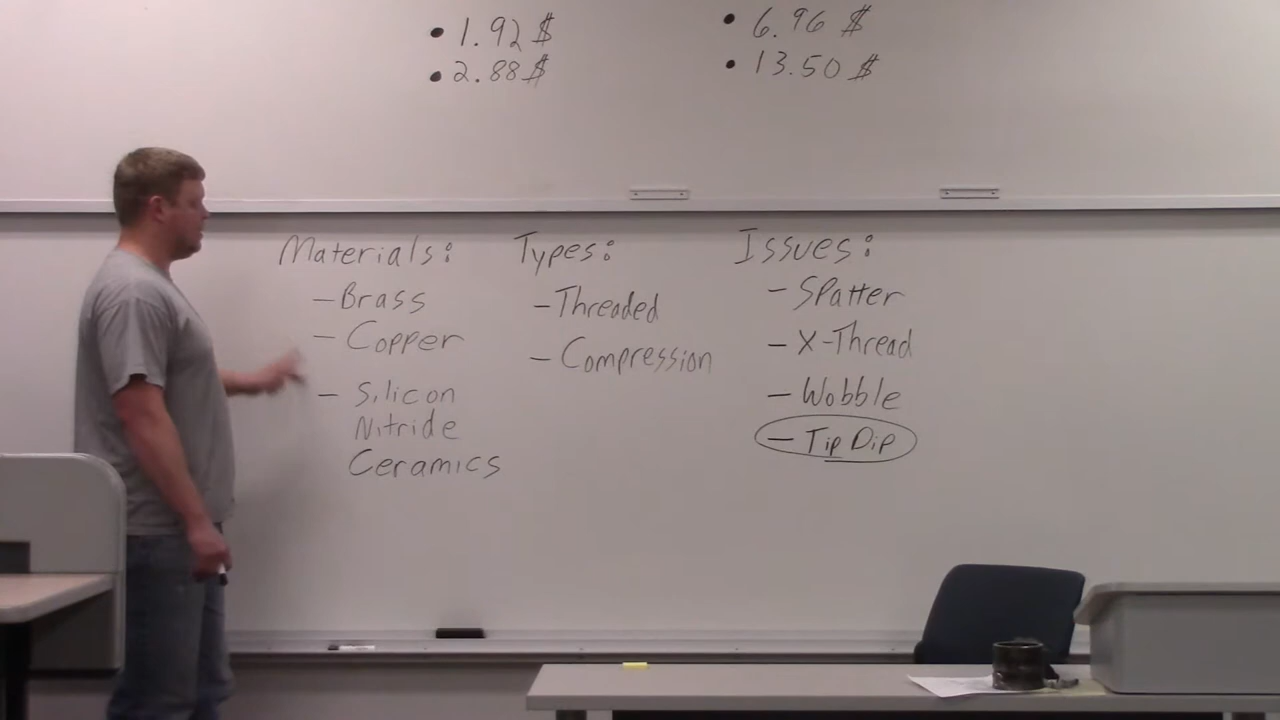 • 1.92 $
• 2.88 $
• 6.96 $
• 13.50 $
Materials:
- Brass
- Copper
- Silicon
Nitride
Ceramics
Types:
- Threaded
- Compression
Issues:
- Spatter
- X-Thread
- Wobble
- Tip Dip